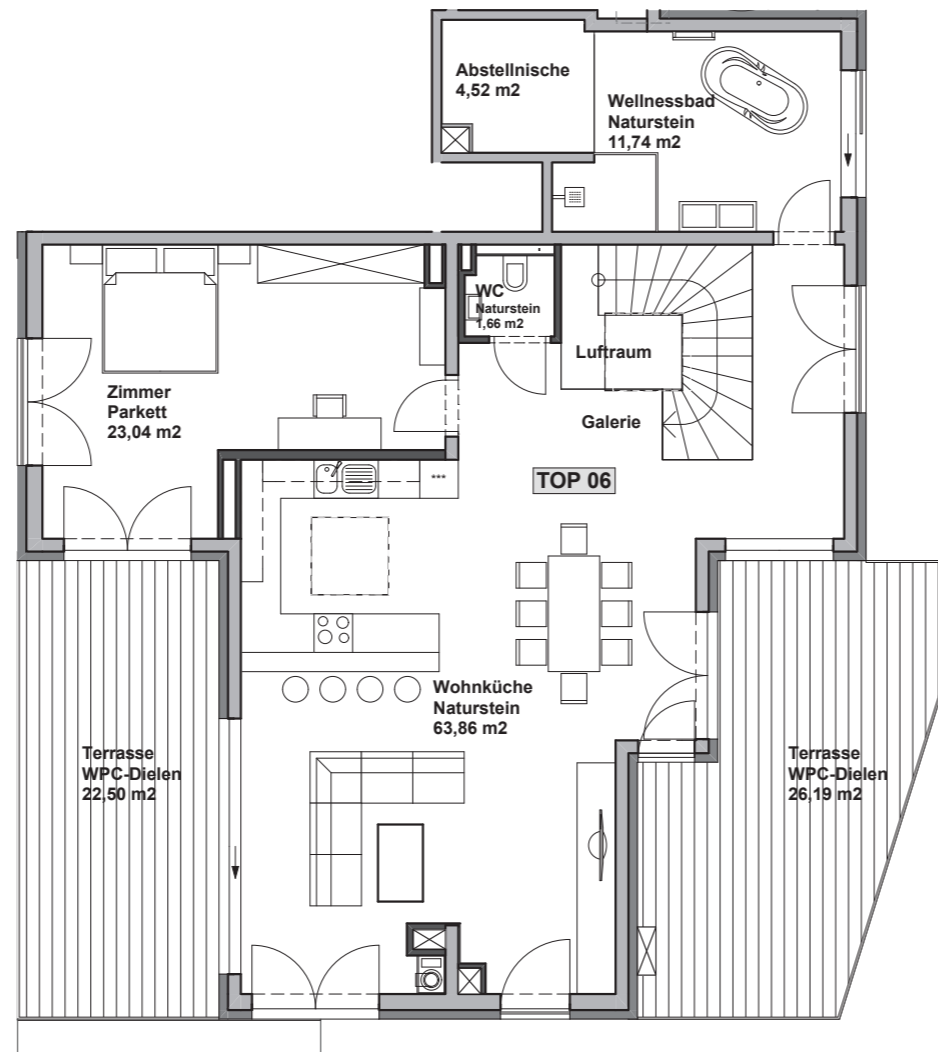 Abstellnische
4,52 m2
Wellnessbad
Naturstein
11,74 m2
WC
Naturstein
1,66 m2
Luftraum
Zimmer
Parkett
23,04 m2
Galerie
***
TOP 06
Wohnküche
Naturstein
63,86 m2
Terrasse
WPC-Dielen
22,50 m2
Terrasse
WPC-Dielen
26,19 m2